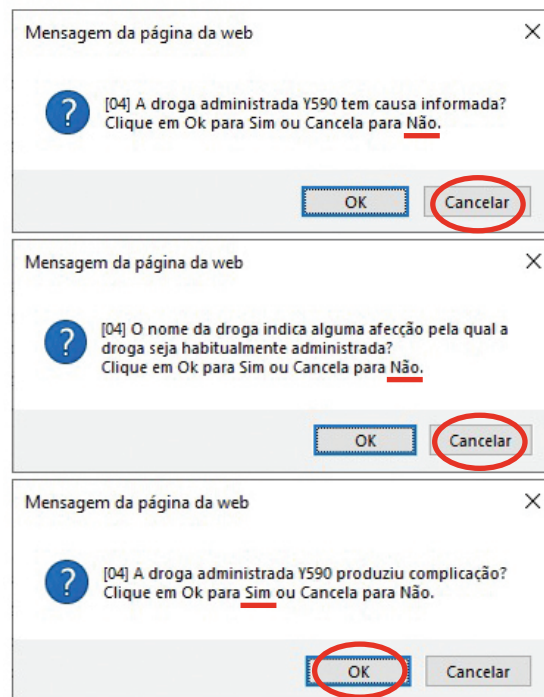 Mensagem da página da web
[04] A droga administrada Y590 tem causa informada?
Clique em Ok para Sim ou Cancela para Não.
OK Cancelar
Mensagem da página da web
[04] O nome da droga indica alguma afecção pela qual a
droga seja habitualmente administrada?
Clique em Ok para Sim ou Cancela para Não.
OK Cancelar
Mensagem da página da web
[04] A droga administrada Y590 produziu complicação?
Clique em Ok para Sim ou Cancela para Não.
OK Cancelar